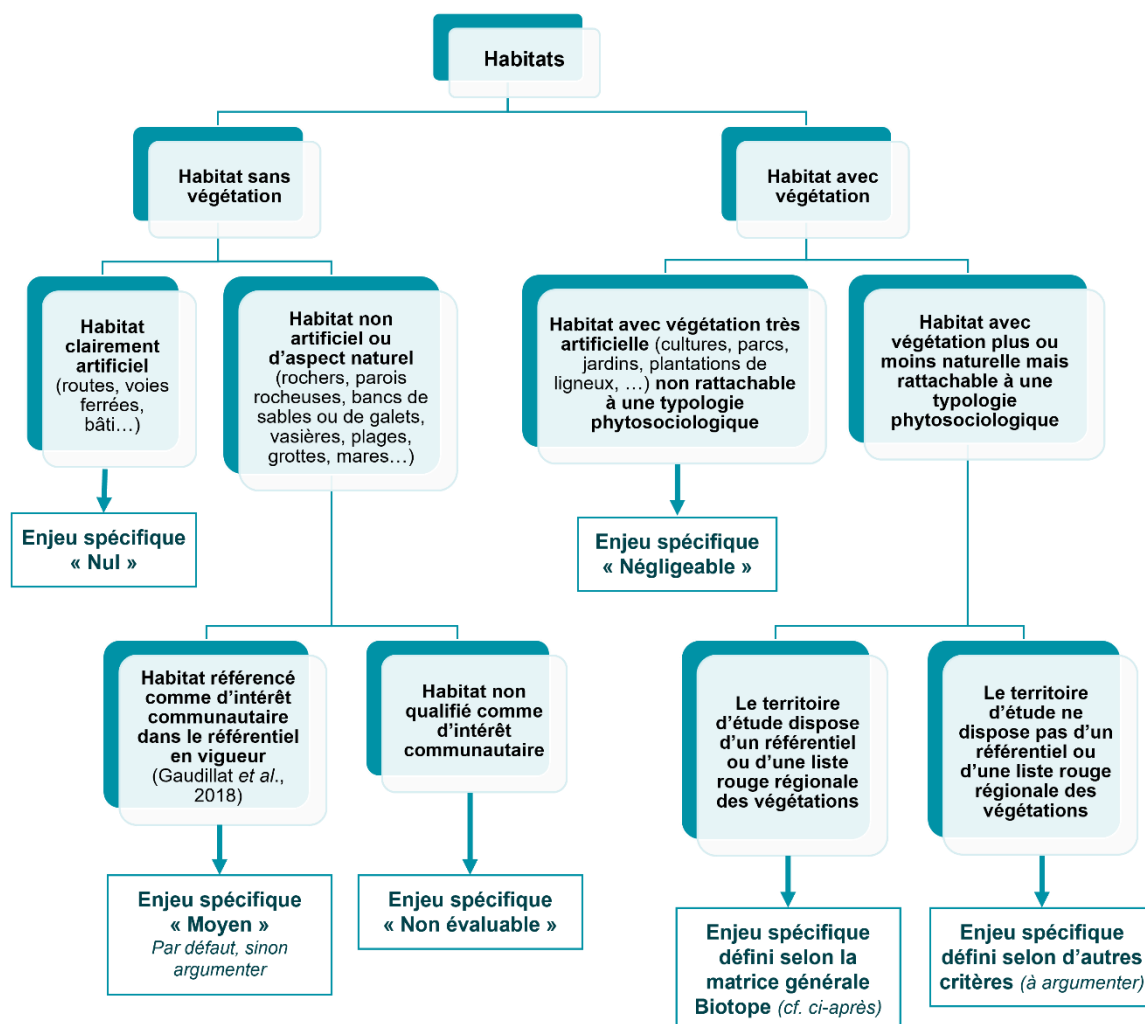 Habitats
Habitat sans
végétation
Habitat avec
végétation
Habitat
clairement
artificiel
(routes, voies
ferrées,
bâti…)
Habitat non
artificiel ou
d’aspect naturel
(rochers, parois
rocheuses, bancs de
sables ou de galets,
vasières, plages,
grottes, mares…)
Habitat avec végétation très
artificielle (cultures, parcs,
jardins, plantations de
ligneux, …) non rattachable
à une typologie
phytosociologique
Habitat avec
végétation plus ou
moins naturelle mais
rattachable à une
typologie
phytosociologique
Enjeu spécifique
« Nul »
Enjeu spécifique
« Négligeable »
Habitat référencé
comme d’intérêt
communautaire
dans le référentiel
en vigueur
(Gaudillat et al.,
2018)
Habitat non
qualifié comme
d’intérêt
communautaire
Le territoire
d’étude dispose
d’un référentiel
ou d’une liste
rouge régionale
des végétations
Le territoire
d’étude ne
dispose pas d’un
référentiel ou
d’une liste rouge
régionale des
végétations
Enjeu spécifique
« Moyen »
Par défaut, sinon
argumenter
Enjeu spécifique
« Non évaluable »
Enjeu spécifique
défini selon la
matrice générale
Biotope (cf. ci-après)
Enjeu spécifique
défini selon d’autres
critères (à argumenter)